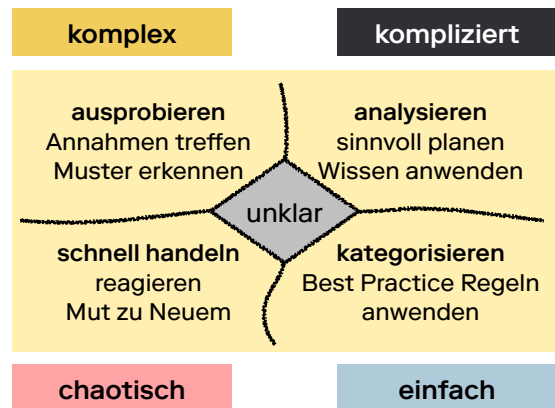 komplex
kompliziert
ausprobieren
Annahmen treffen
Muster erkennen
analysieren
sinnvoll planen
Wissen anwenden
unklar
schnell handeln
reagieren
Mut zu Neuem
kategorisieren
Best Practice Regeln
anwenden
chaotisch
einfach